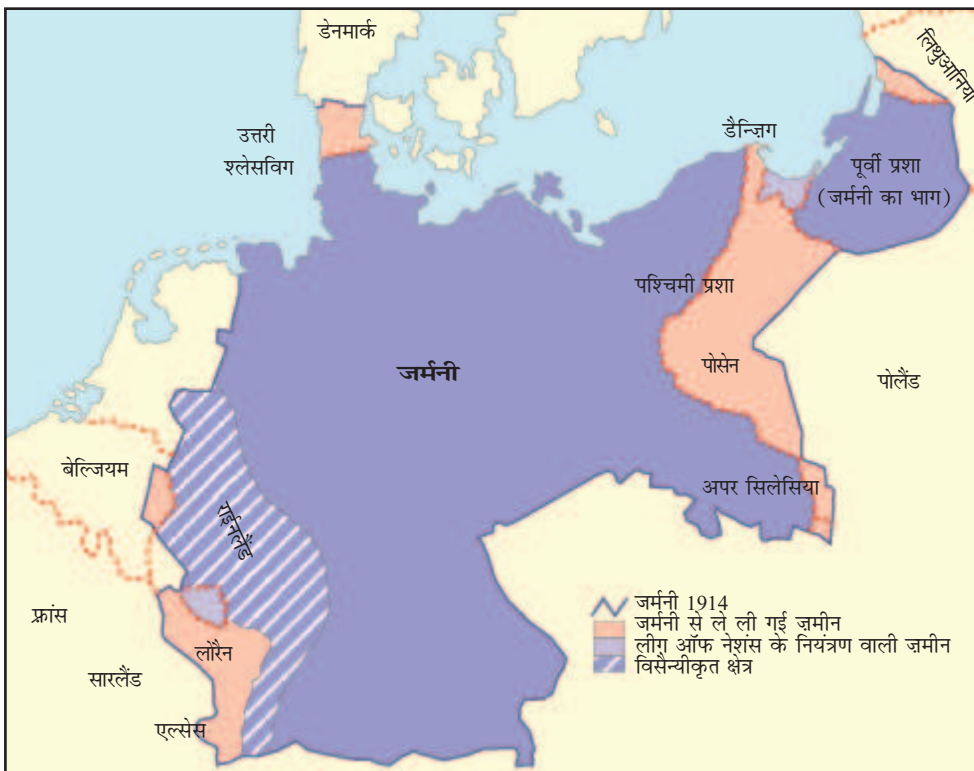 डेनमार्क
लिथुआनिया
उत्तरी
श्लेसविग
डैन्ज़िग
पूर्वी प्रशा
(जर्मनी का भाग)
पश्चिमी प्रशा
जर्मनी
पोसेन
पोलैंड
बेल्जियम
अपर सिलेसिया
राईनलैंड
फ़्रांस
लोरैन
सारलैंड
एल्सेस
जर्मनी 1914
जर्मनी से ले ली गई ज़मीन
लीग ऑफ नेशंस के नियंत्रण वाली ज़मीन
विसैन्यीकृत क्षेत्र